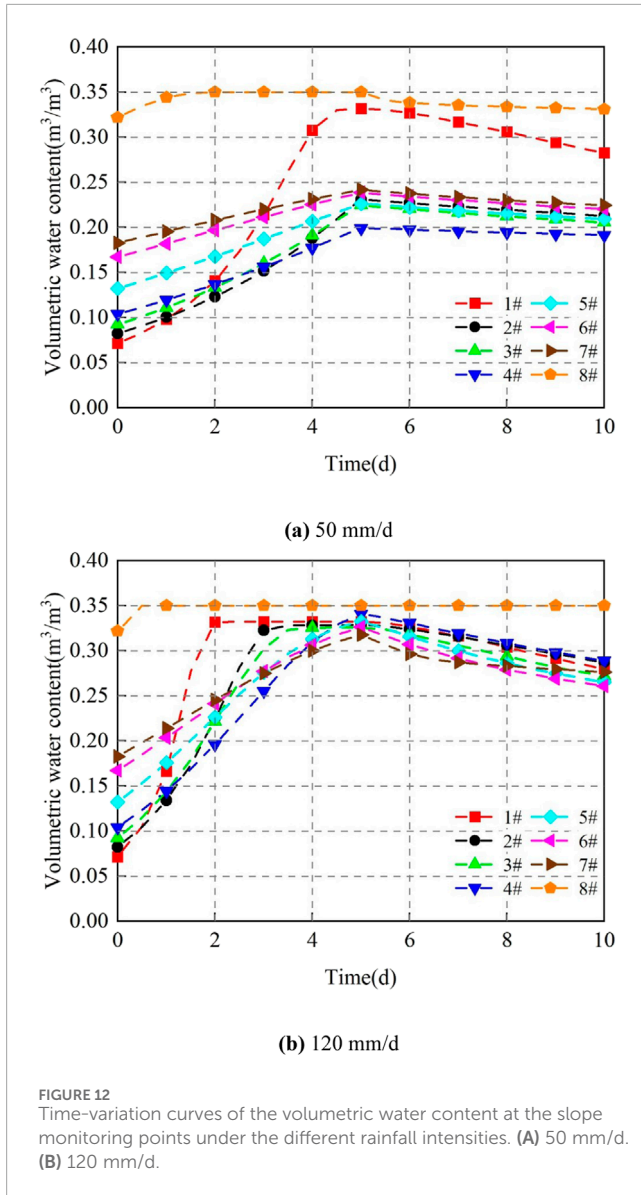 0.40
0.35
0.30
0.25
0.20
0.15
0.10
0.05
0.00
Volumetric water content(m³/m³)
1# 5#
2# 6#
3# 7#
4# 8#
0 2 4 6 8 10
Time(d)
(a) 50 mm/d
0.40
0.35
0.30
0.25
0.20
0.15
0.10
0.05
0.00
Volumetric water content(m³/m³)
1# 5#
2# 6#
3# 7#
4# 8#
0 2 4 6 8 10
Time(d)
(b) 120 mm/d
FIGURE 12
Time-variation curves of the volumetric water content at the slope
monitoring points under the different rainfall intensities. (A) 50 mm/d.
(B) 120 mm/d.